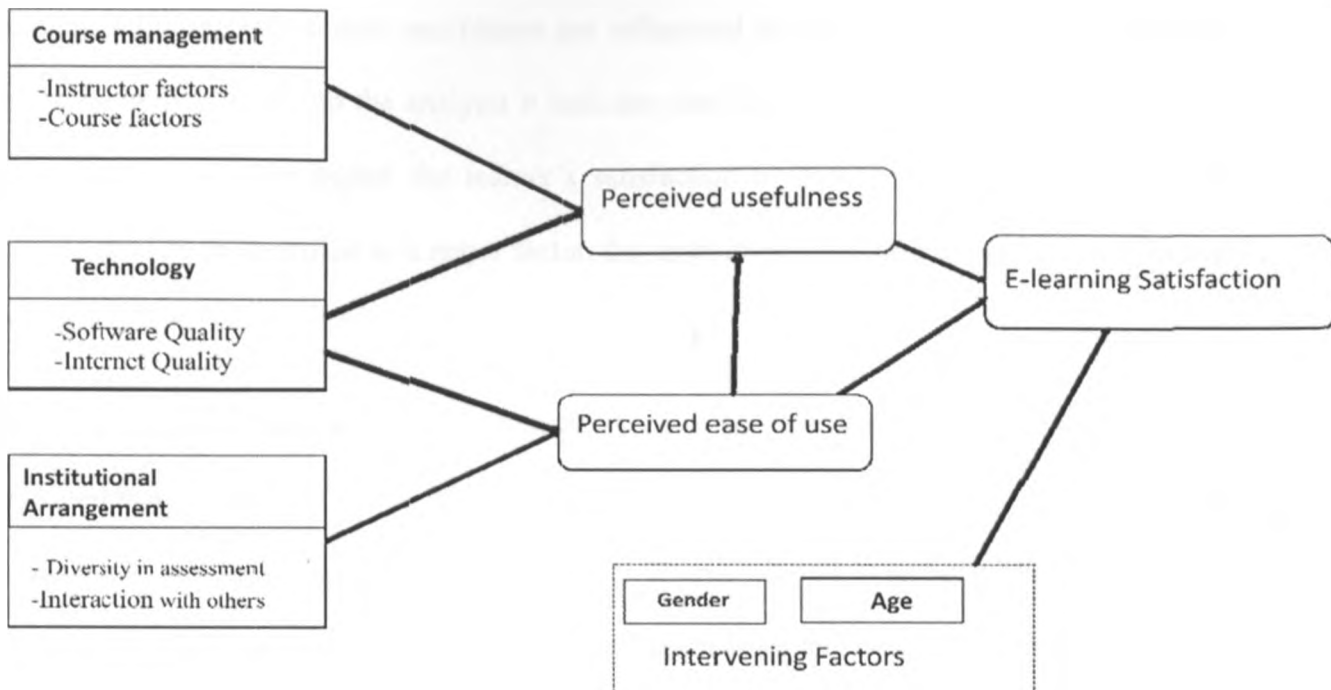 Course management
-Instructor factors
-Course factors
Technology
-Software Quality
-Internet Quality
Institutional
Arrangement
- Diversity in assessment
-Interaction with others
Perceived usefulness
Perceived ease of use
E-learning Satisfaction
Gender
Age
Intervening Factors